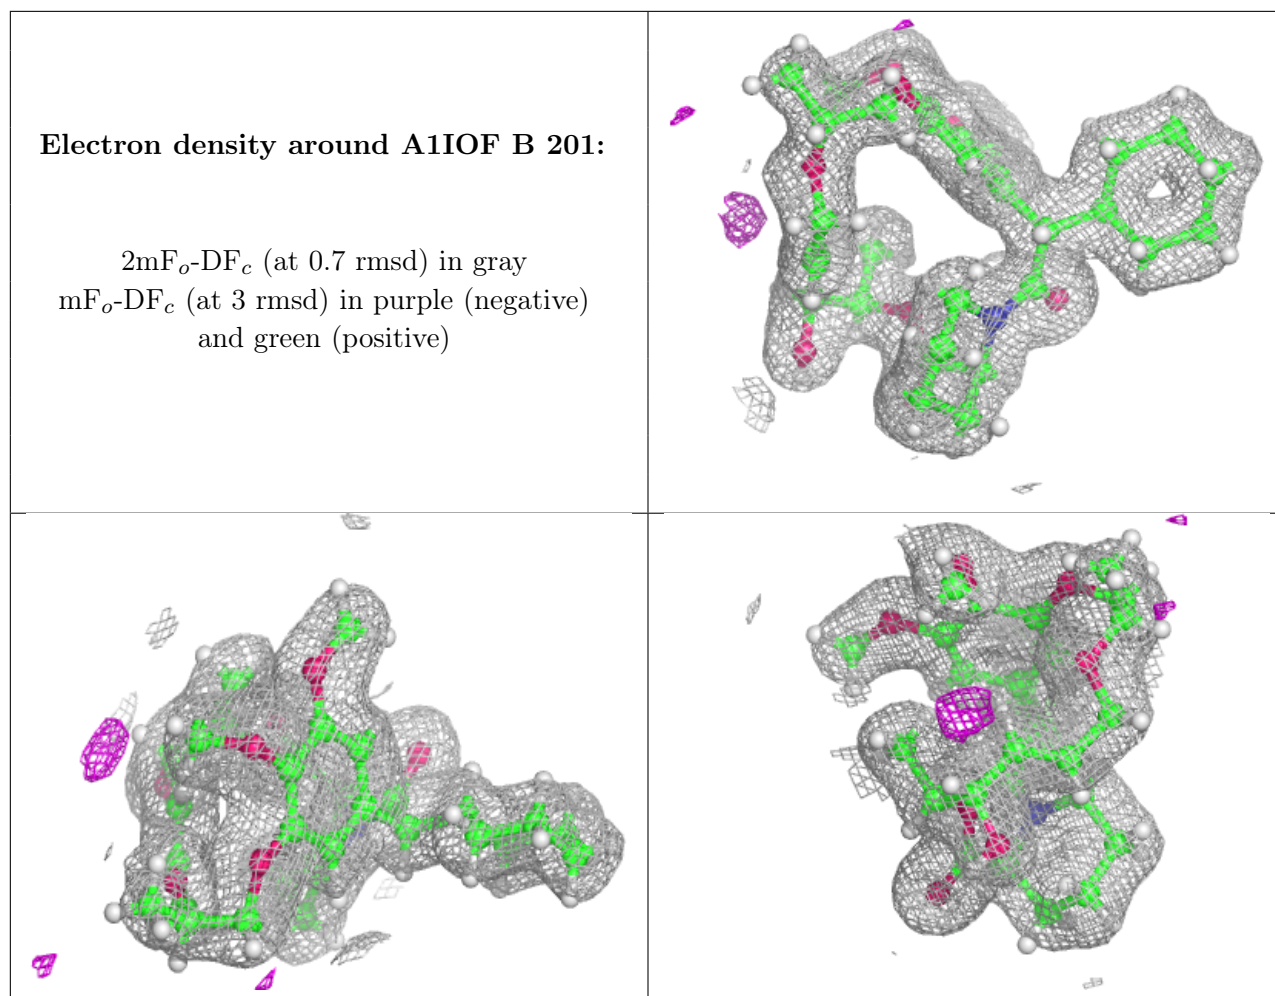 Electron density around A1IOF B 201:
2mFo-DFc (at 0.7 rmsd) in gray
mFo-DFc (at 3 rmsd) in purple (negative)
and green (positive)